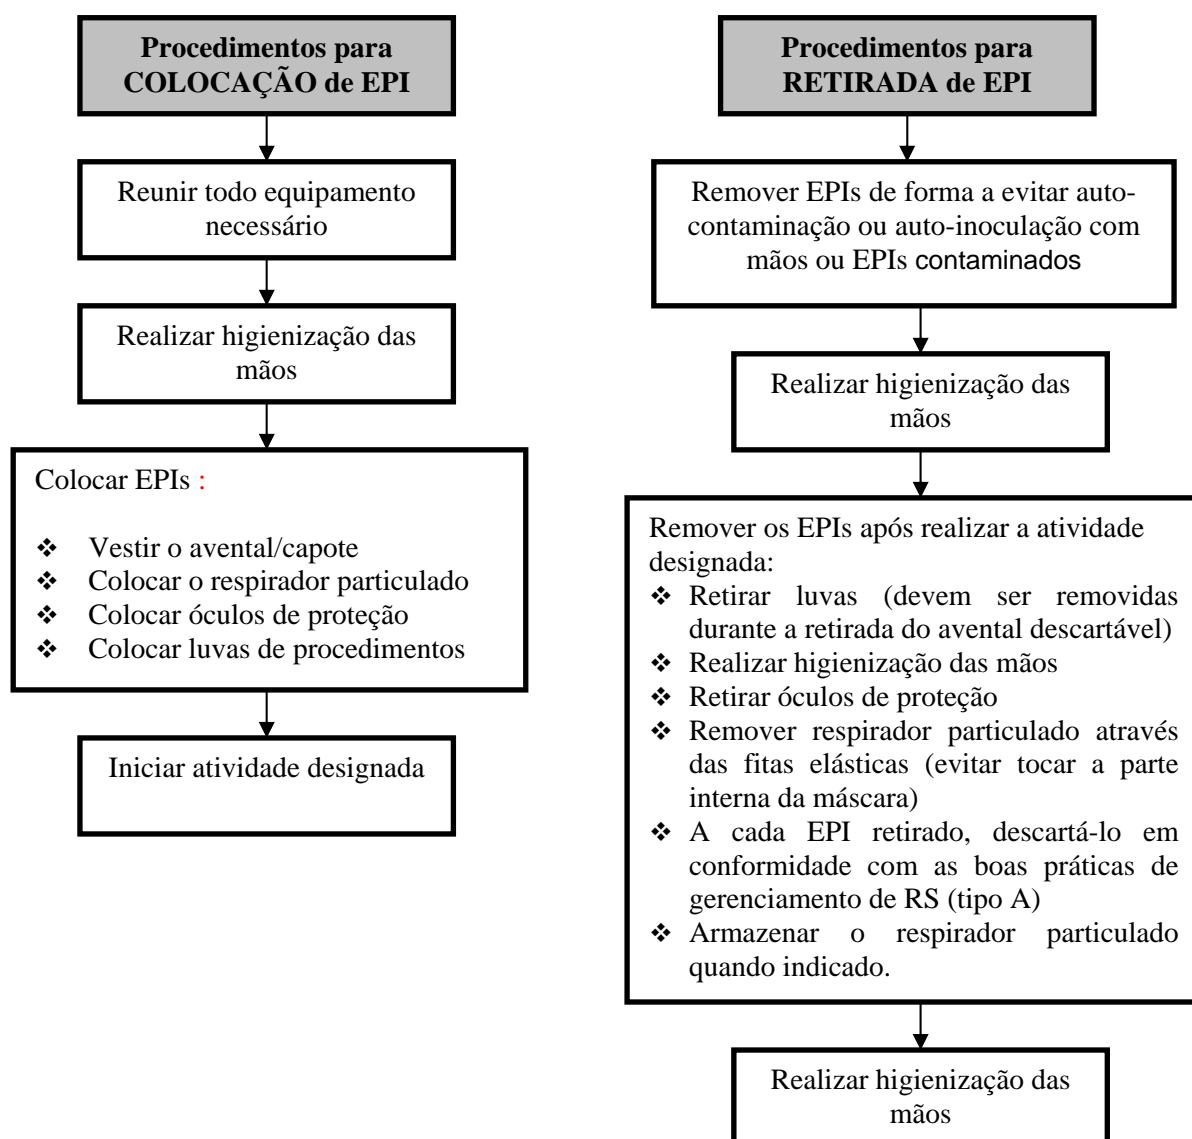 Procedimentos para
COLOCAÇÃO de EPI
Reunir todo equipamento
necessário
Realizar higienização das
mãos
Colocar EPIs :
❖ Vestir o avental/capote
❖ Colocar o respirador particulado
❖ Colocar óculos de proteção
❖ Colocar luvas de procedimentos
Iniciar atividade designada
Procedimentos para
RETIRADA de EPI
Remover EPIs de forma a evitar auto-
contaminação ou auto-inoculação com
mãos ou EPIs contaminados
Realizar higienização das
mãos
Remover os EPIs após realizar a atividade
designada:
❖ Retirar luvas (devem ser removidas
durante a retirada do avental descartável)
❖ Realizar higienização das mãos
❖ Retirar óculos de proteção
❖ Remover respirador particulado através
das fitas elásticas (evitar tocar a parte
interna da máscara)
❖ A cada EPI retirado, descartá-lo em
conformidade com as boas práticas de
gerenciamento de RS (tipo A)
❖ Armazenar o respirador particulado
quando indicado.
Realizar higienização das
mãos